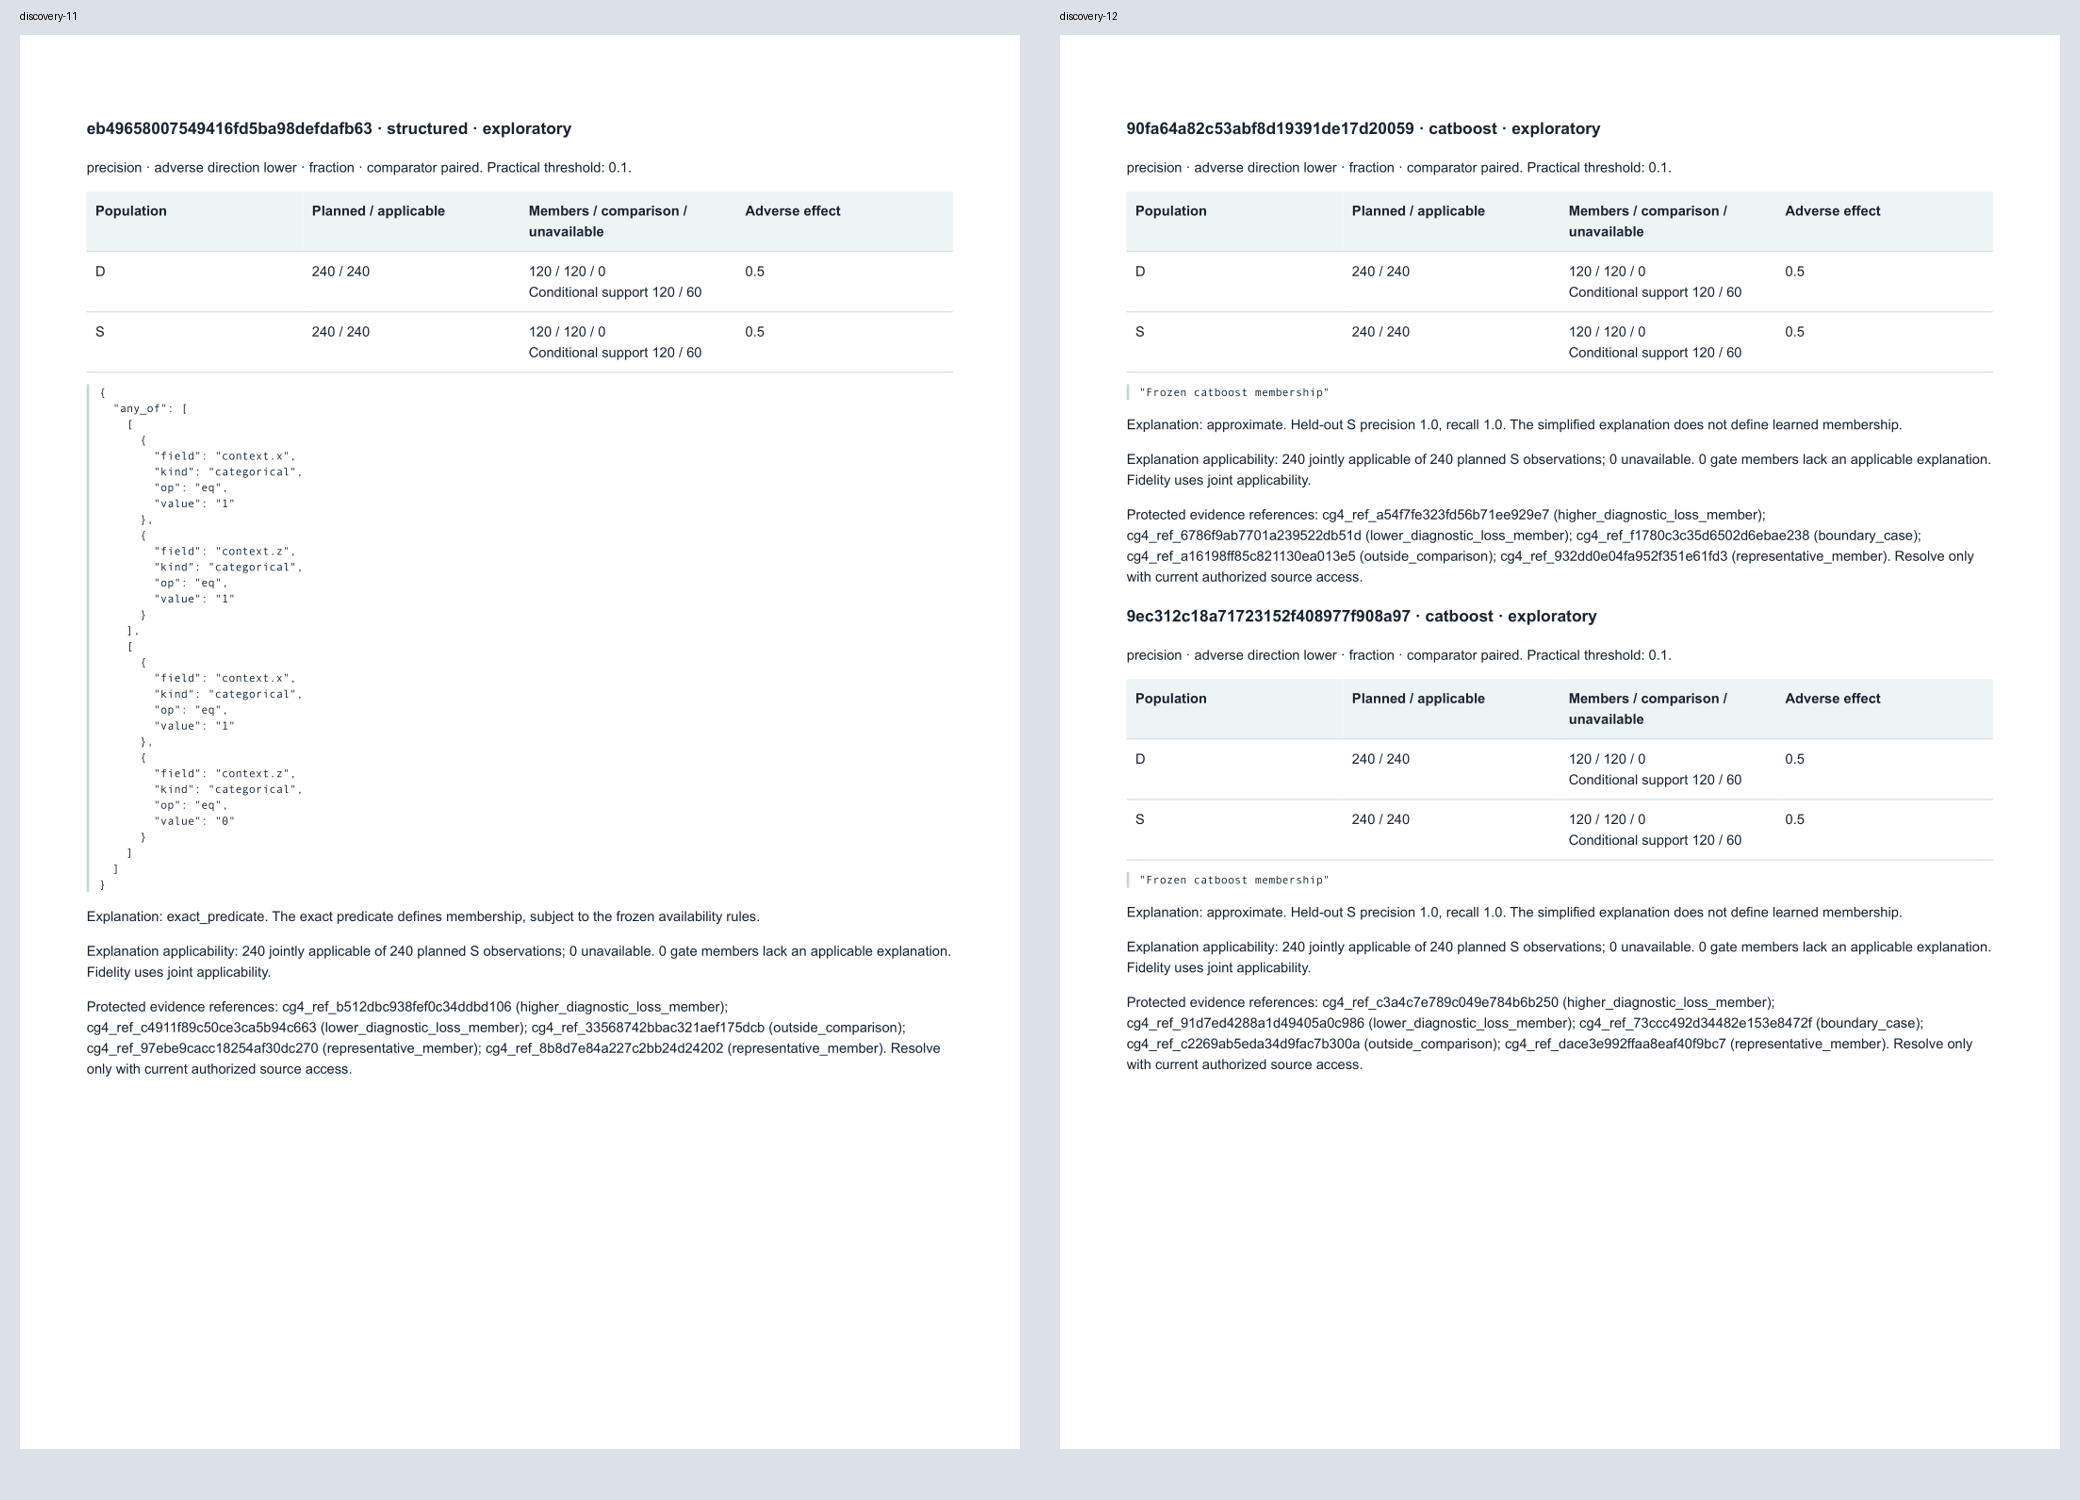 discovery-11
eb49658007549416fd5ba98defdafb63 · structured · exploratory
precision · adverse direction lower · fraction · comparator paired. Practical threshold: 0.1.
Population Planned / applicable Members / comparison / unavailable Adverse effect
D 240 / 240 120 / 120 / 0 0.5
Conditional support 120 / 60
S 240 / 240 120 / 120 / 0 0.5
Conditional support 120 / 60
{
"any_of": [
[
{
"field": "context.x",
"kind": "categorical",
"op": "eq",
"value": "1"
},
{
"field": "context.z",
"kind": "categorical",
"op": "eq",
"value": "1"
}
],
[
{
"field": "context.x",
"kind": "categorical",
"op": "eq",
"value": "1"
},
{
"field": "context.z",
"kind": "categorical",
"op": "eq",
"value": "0"
}
]
]
}
Explanation: exact_predicate. The exact predicate defines membership, subject to the frozen availability rules.
Explanation applicability: 240 jointly applicable of 240 planned S observations; 0 unavailable. 0 gate members lack an applicable explanation.
Fidelity uses joint applicability.
Protected evidence references: cg4_ref_b512dbc938fef0c34ddbd106 (higher_diagnostic_loss_member);
cg4_ref_c4911f89c50ce3ca5b94c663 (lower_diagnostic_loss_member); cg4_ref_33568742bbac321aef175dcb (outside_comparison);
cg4_ref_97ebe9cacc18254af30dc270 (representative_member); cg4_ref_8b8d7e84a227c2bb24d24202 (representative_member). Resolve
only with current authorized source access.
discovery-12
90fa64a82c53abf8d19391de17d20059 · catboost · exploratory
precision · adverse direction lower · fraction · comparator paired. Practical threshold: 0.1.
Population Planned / applicable Members / comparison / unavailable Adverse effect
D 240 / 240 120 / 120 / 0 0.5
Conditional support 120 / 60
S 240 / 240 120 / 120 / 0 0.5
Conditional support 120 / 60
"Frozen catboost membership"
Explanation: approximate. Held-out S precision 1.0, recall 1.0. The simplified explanation does not define learned membership.
Explanation applicability: 240 jointly applicable of 240 planned S observations; 0 unavailable. 0 gate members lack an applicable explanation.
Fidelity uses joint applicability.
Protected evidence references: cg4_ref_a54f7fe323fd56b71ee929e7 (higher_diagnostic_loss_member);
cg4_ref_6786f9ab7701a239522db51d (lower_diagnostic_loss_member); cg4_ref_f1780c3c35d6502d6ebae238 (boundary_case);
cg4_ref_a16198ff85c821130ea013e5 (outside_comparison); cg4_ref_932dd0e04fa952f351e61fd3 (representative_member). Resolve only
with current authorized source access.
9ec312c18a71723152f408977f908a97 · catboost · exploratory
precision · adverse direction lower · fraction · comparator paired. Practical threshold: 0.1.
Population Planned / applicable Members / comparison / unavailable Adverse effect
D 240 / 240 120 / 120 / 0 0.5
Conditional support 120 / 60
S 240 / 240 120 / 120 / 0 0.5
Conditional support 120 / 60
"Frozen catboost membership"
Explanation: approximate. Held-out S precision 1.0, recall 1.0. The simplified explanation does not define learned membership.
Explanation applicability: 240 jointly applicable of 240 planned S observations; 0 unavailable. 0 gate members lack an applicable explanation.
Fidelity uses joint applicability.
Protected evidence references: cg4_ref_c3a4c7e789c049e784b6b250 (higher_diagnostic_loss_member);
cg4_ref_91d7ed4288a1d49405a0c986 (lower_diagnostic_loss_member); cg4_ref_73ccc492d34482e153e8472f (boundary_case);
cg4_ref_c2269ab5eda34d9fac7b300a (outside_comparison); cg4_ref_dace3e992ffaa8eaf40f9bc7 (representative_member). Resolve only
with current authorized source access.